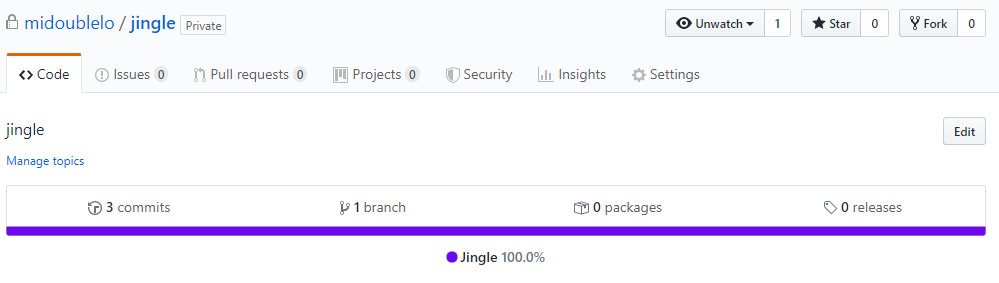 midoublelo / jingle Private Unwatch 1 Star 0 Fork 0
Code Issues 0 Pull requests 0 Projects 0 Security Insights Settings
jingle Edit
Manage topics
3 commits 1 branch 0 packages 0 releases
Jingle 100.0%